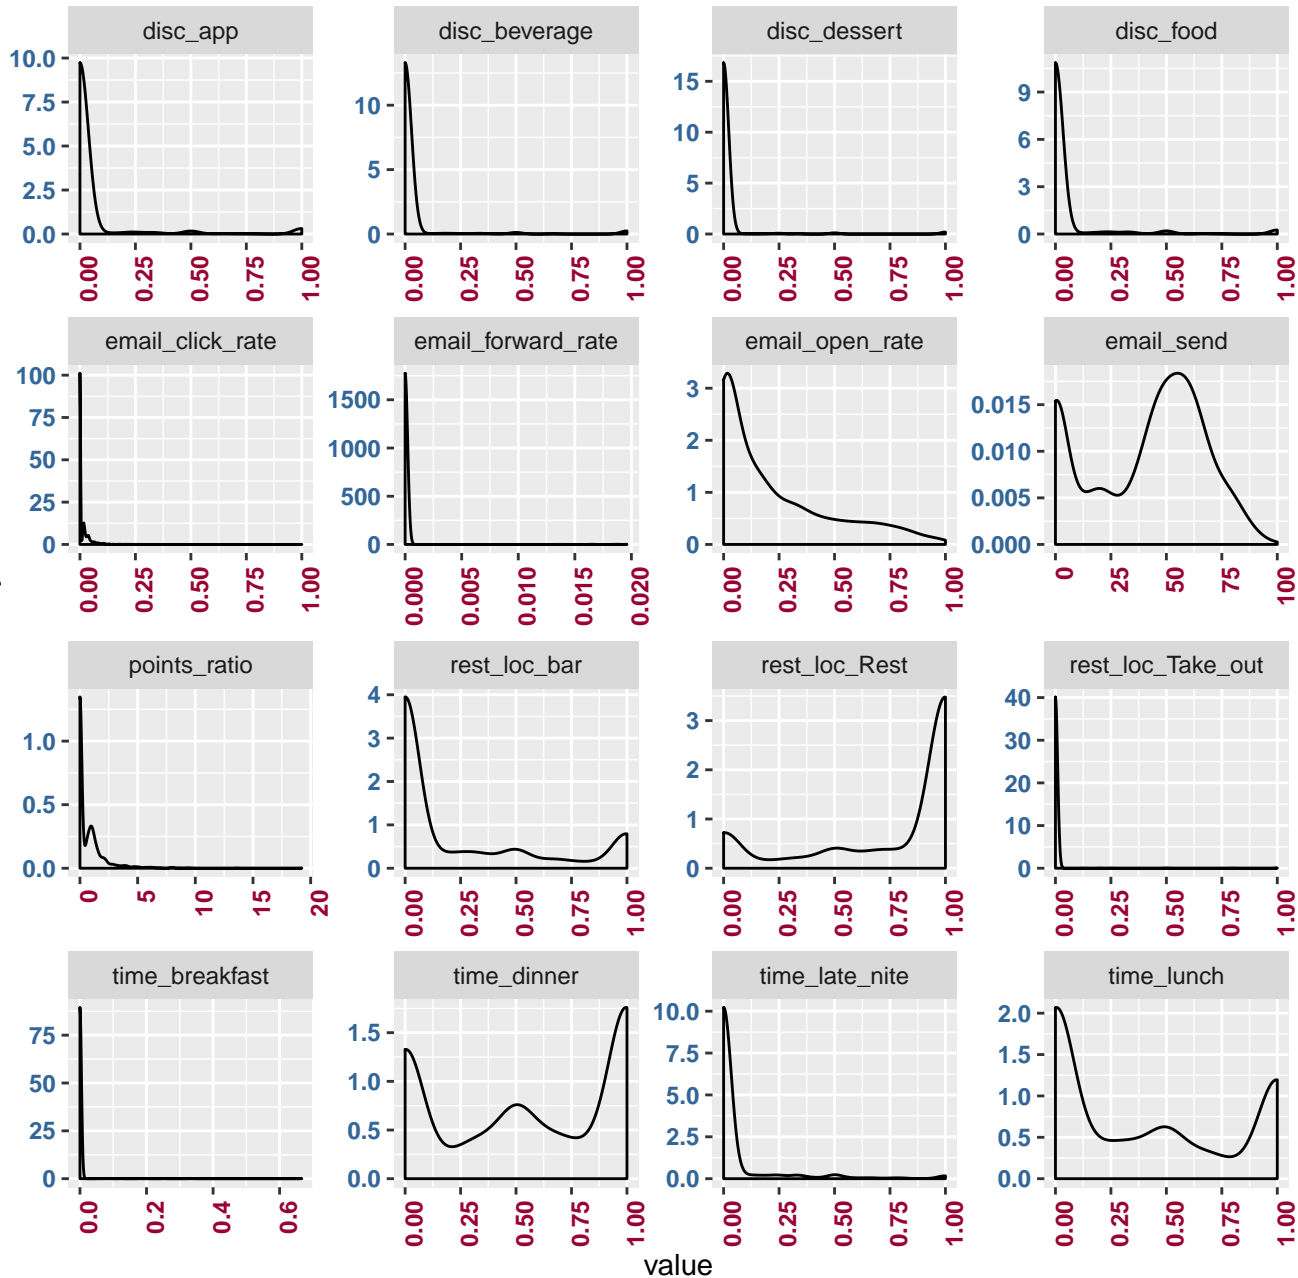 disc_app disc_beverage disc_dessert disc_food
10.0 7.5 5.0 2.5 0.0
10 5 0
15 10 5 0
9 6 3 0
0.00 0.25 0.50 0.75 1.00
0.00 0.25 0.50 0.75 1.00
0.00 0.25 0.50 0.75 1.00
0.00 0.25 0.50 0.75 1.00
email_click_rate email_forward_rate email_open_rate email_send
100 75 50 25 0
1500 1000 500 0
3 2 1 0
0.015 0.010 0.005 0.000
0.00 0.25 0.50 0.75 1.00
0.000 0.005 0.010 0.015 0.020
0.00 0.25 0.50 0.75 1.00
0 25 50 75 100
points_ratio rest_loc_bar rest_loc_Rest rest_loc_Take_out
1.0 0.5 0.0
4 3 2 1 0
3 2 1 0
40 30 20 10 0
0 5 10 15 20
0.00 0.25 0.50 0.75 1.00
0.00 0.25 0.50 0.75 1.00
0.00 0.25 0.50 0.75 1.00
time_breakfast time_dinner time_late_nite time_lunch
75 50 25 0
1.5 1.0 0.5 0.0
10.0 7.5 5.0 2.5 0.0
2.0 1.5 1.0 0.5 0.0
0.0 0.2 0.4 0.6
0.00 0.25 0.50 0.75 1.00
0.00 0.25 0.50 0.75 1.00
0.00 0.25 0.50 0.75 1.00
value